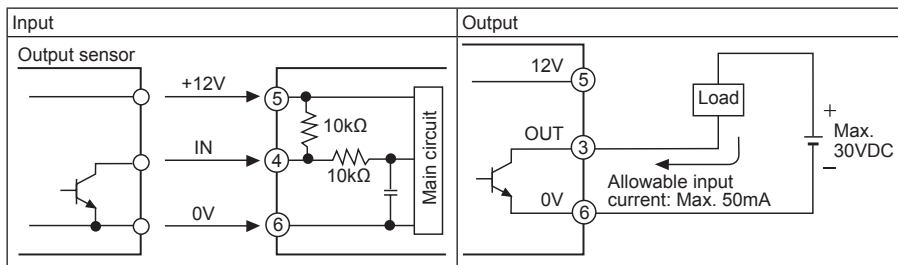 Input
Output sensor
+12V
5
10kΩ
IN
4
10kΩ
0V
6
Main circuit
Output
12V
5
Load
OUT
3
+
Max.
30VDC
−
Allowable input
current: Max. 50mA
0V
6